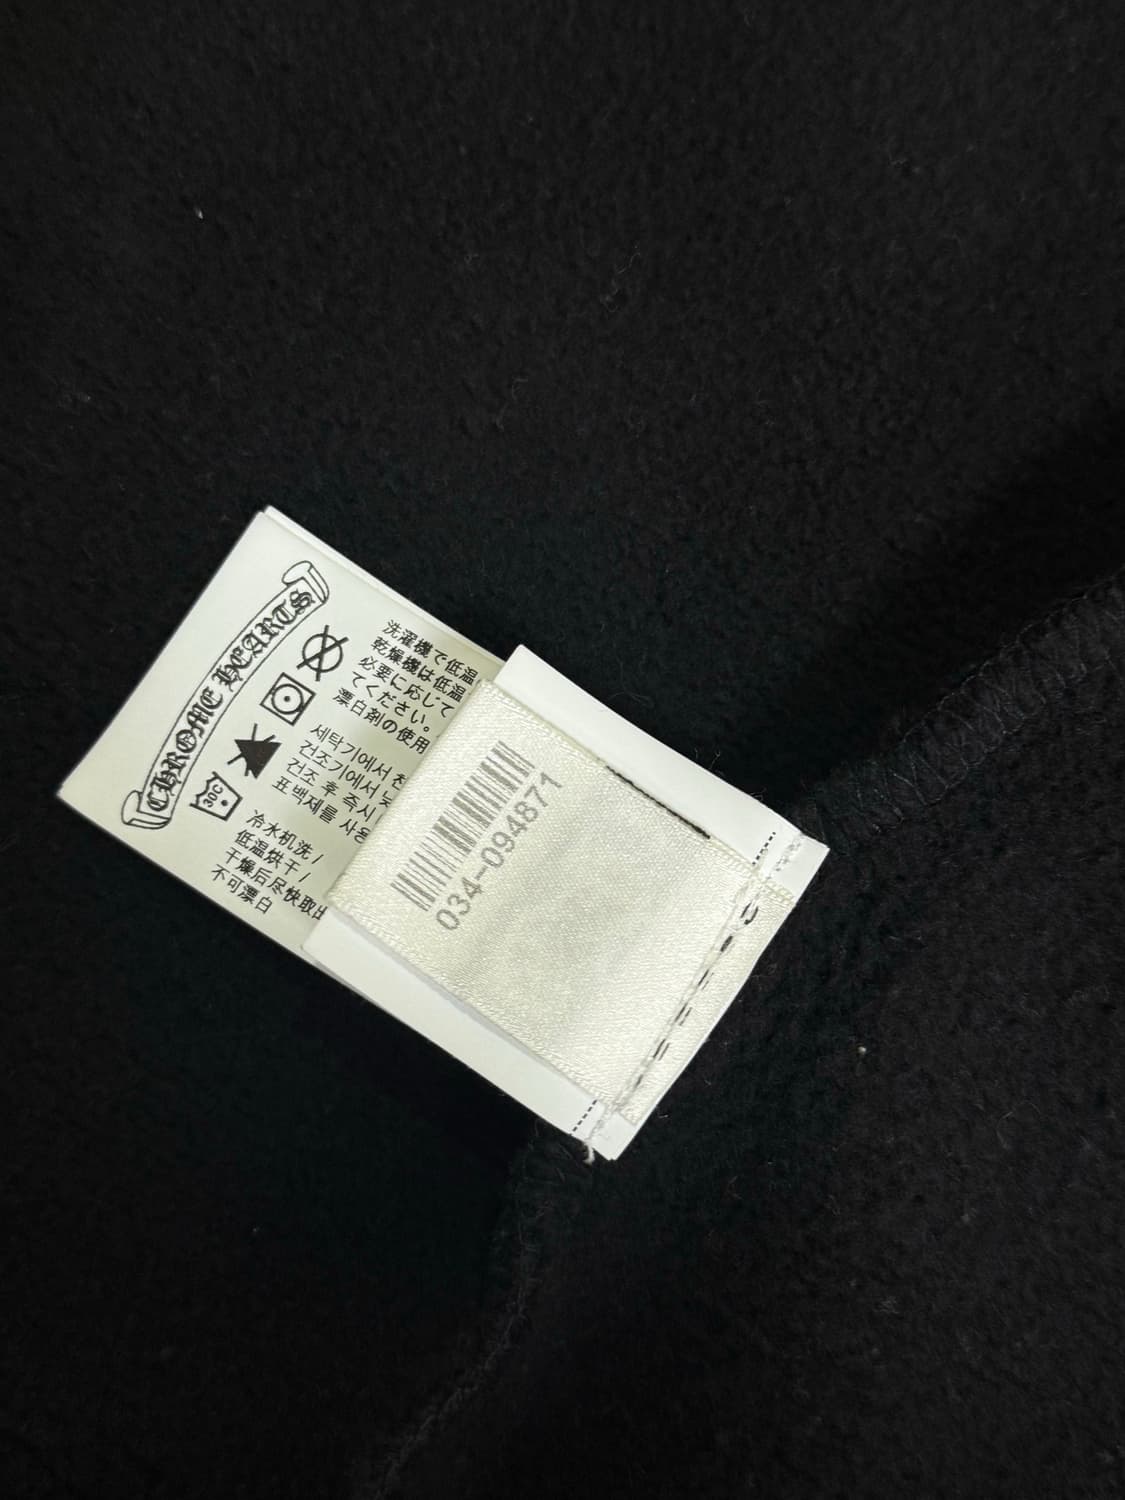 CHROME HEARTS
30C
洗濯機で低温
乾燥機は低温
必要に応じて
てください。
漂白剤の使用
세탁기에서 찬
건조기에서 낮
건조 후 즉시
표백제를 사용
冷水机洗/
低温烘干/
干燥后尽快取出
不可漂白
034-094871